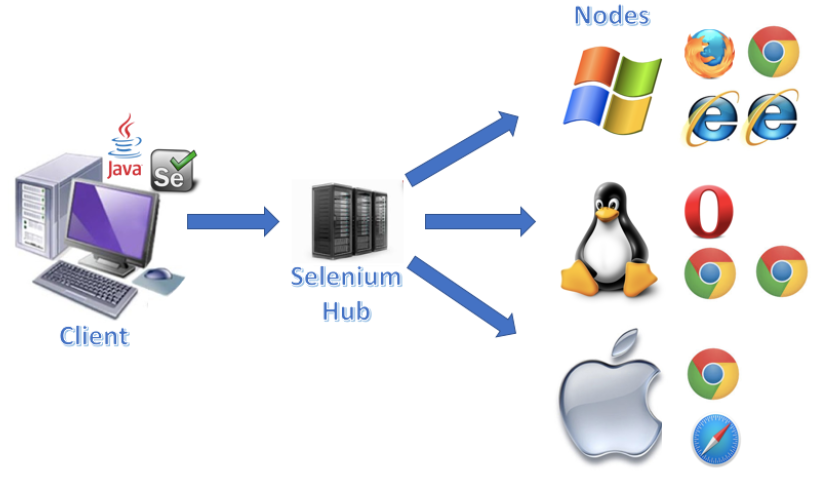 Nodes
Java
Se
Selenium
Hub
Client